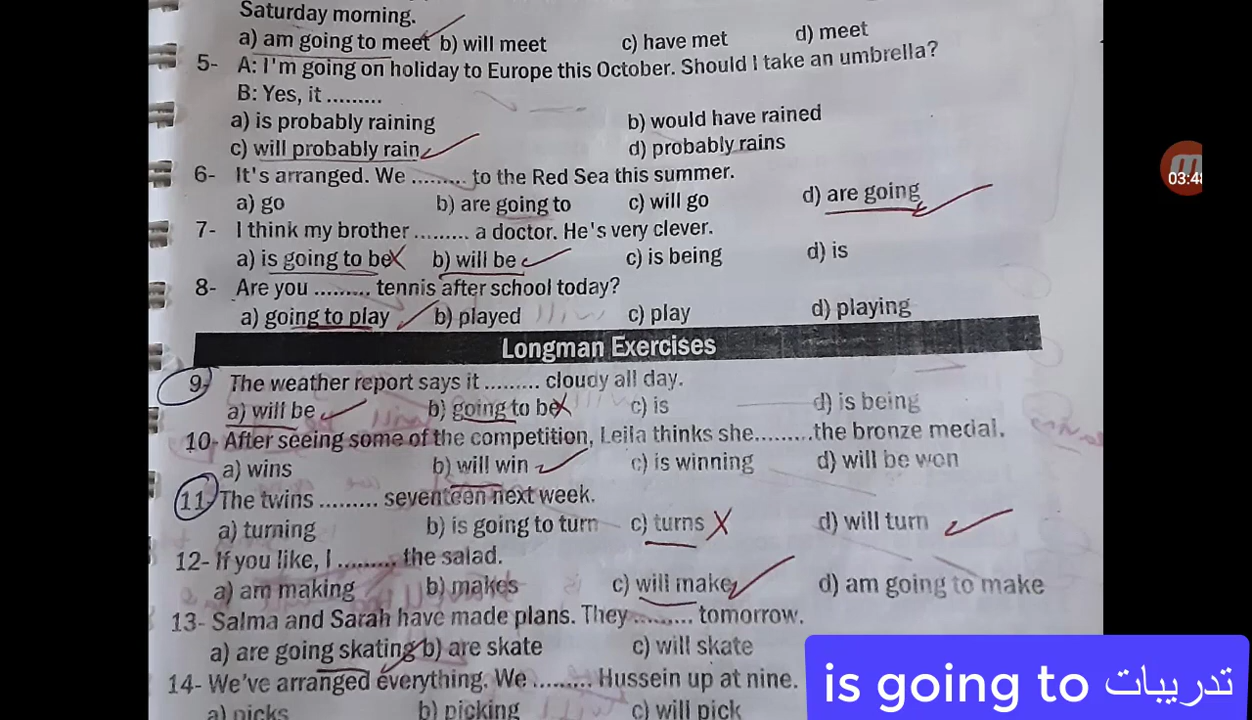 Saturday morning.
a) am going to meet b) will meet c) have met d) meet
5- A: I'm going on holiday to Europe this October. Should I take an umbrella?
B: Yes, it .........
a) is probably raining b) would have rained
c) will probably rain d) probably rains
6- It's arranged. We ......... to the Red Sea this summer.
a) go b) are going to c) will go d) are going
7- I think my brother ......... a doctor. He's very clever.
a) is going to be b) will be c) is being d) is
8- Are you ......... tennis after school today?
a) going to play b) played c) play d) playing
Longman Exercises
9- The weather report says it ......... cloudy all day.
a) will be b) going to be c) is d) is being
10- After seeing some of the competition, Leila thinks she.........the bronze medal.
a) wins b) will win c) is winning d) will be won
11- The twins ......... seventeen next week.
a) turning b) is going to turn c) turns d) will turn
12- If you like, I ......... the salad.
a) am making b) makes c) will make d) am going to make
13- Salma and Sarah have made plans. They ......... tomorrow.
a) are going skating b) are skate c) will skate
14- We've arranged everything. We ......... Hussein up at nine.
a) picks b) picking c) will pick
03:48
is going to تدريبات